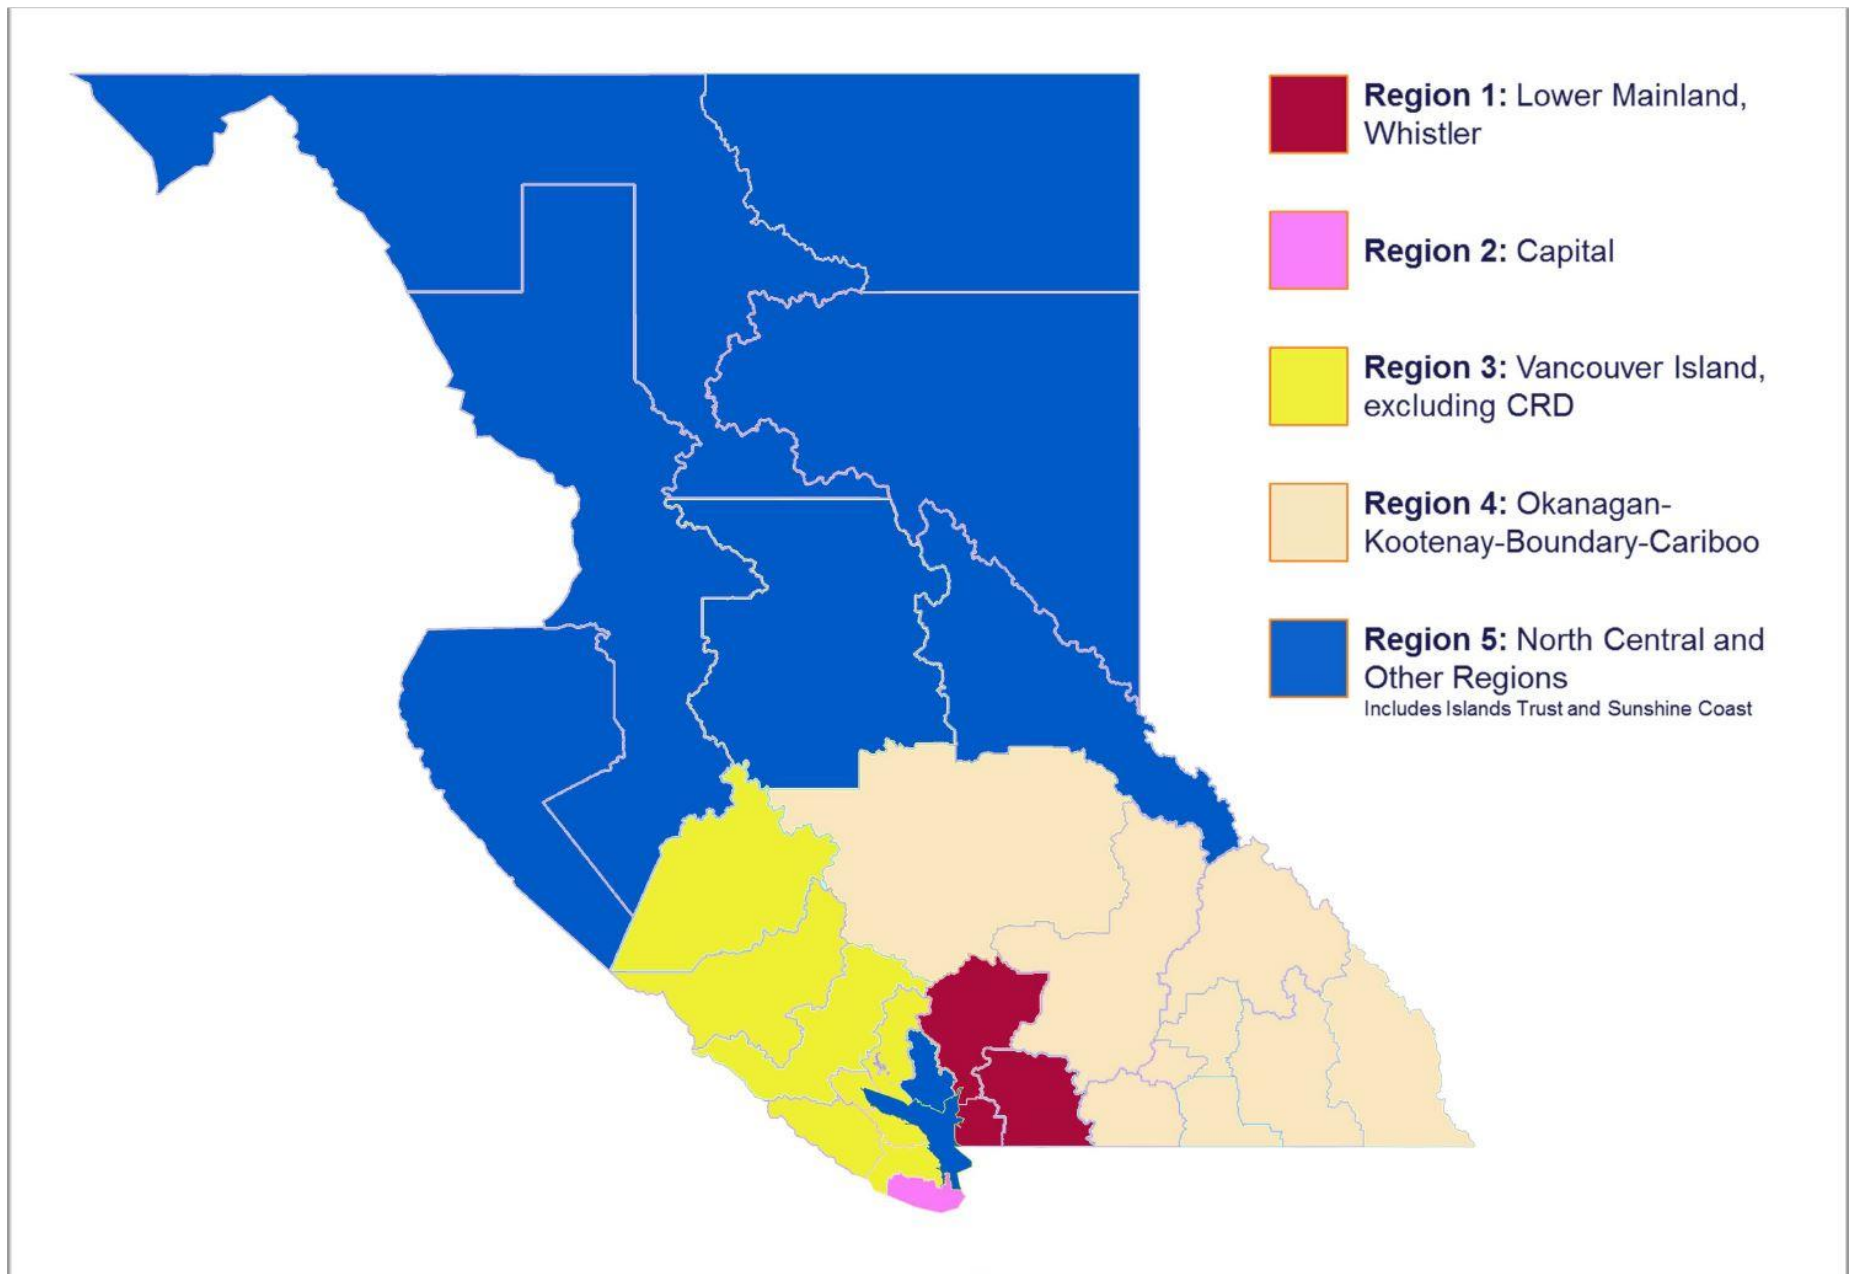 Region 1: Lower Mainland,
Whistler
Region 2: Capital
Region 3: Vancouver Island,
excluding CRD
Region 4: Okanagan-
Kootenay-Boundary-Cariboo
Region 5: North Central and
Other Regions
Includes Islands Trust and Sunshine Coast